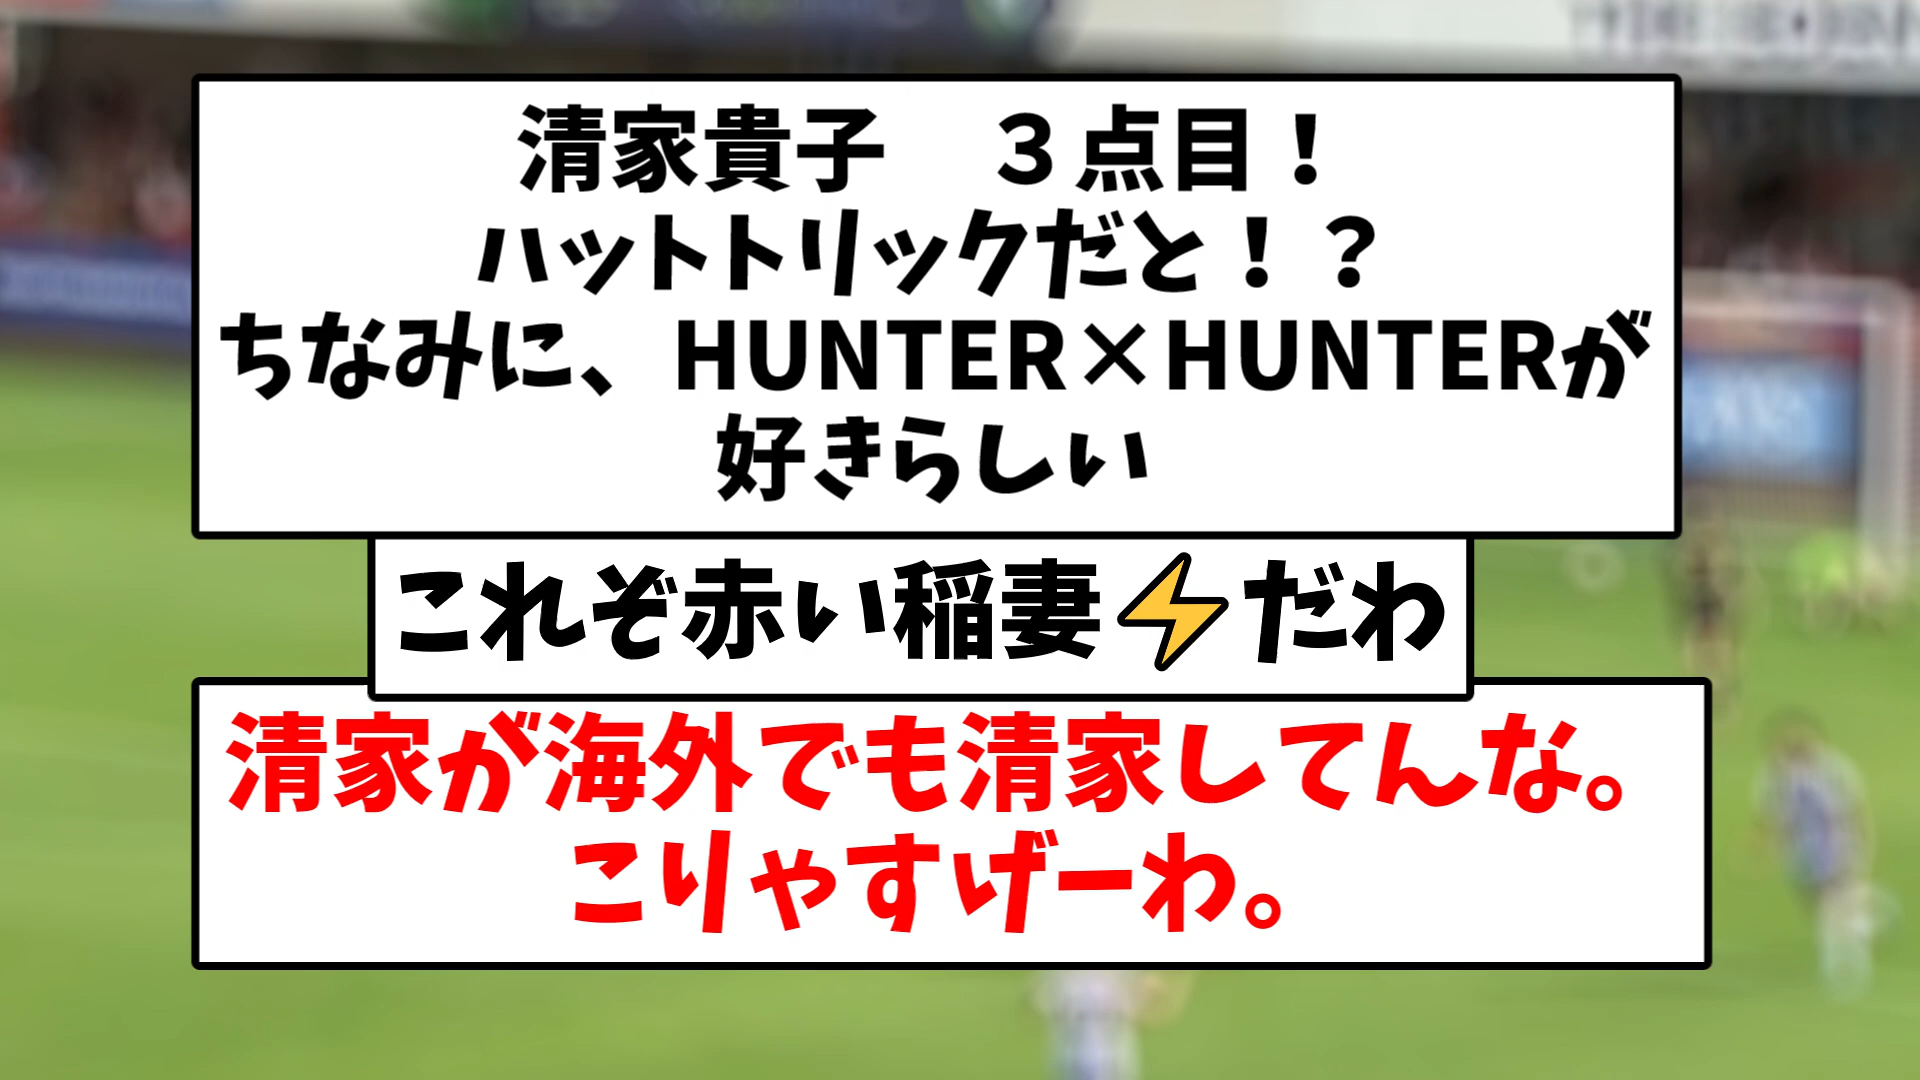 清家貴子　３点目！
ハットトリックだと！？
ちなみに、HUNTER×HUNTERが
好きらしい
これぞ赤い稲妻⚡だわ
清家が海外でも清家してんな。
こりゃすげーわ。